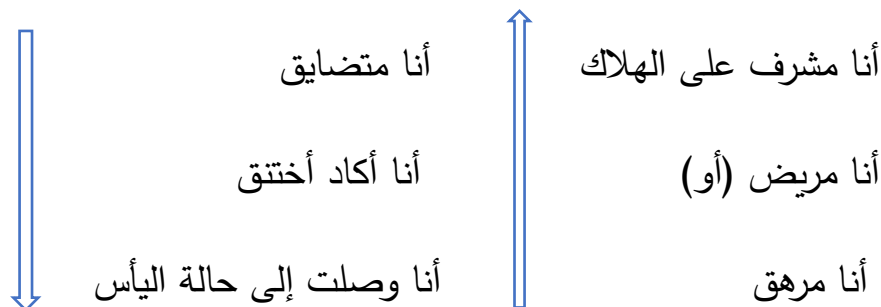 أنا مشرف على الهلاك
أنا مريض (أو)
أنا مرهق
أنا متضايق
أنا أكاد أختنق
أنا وصلت إلى حالة اليأس